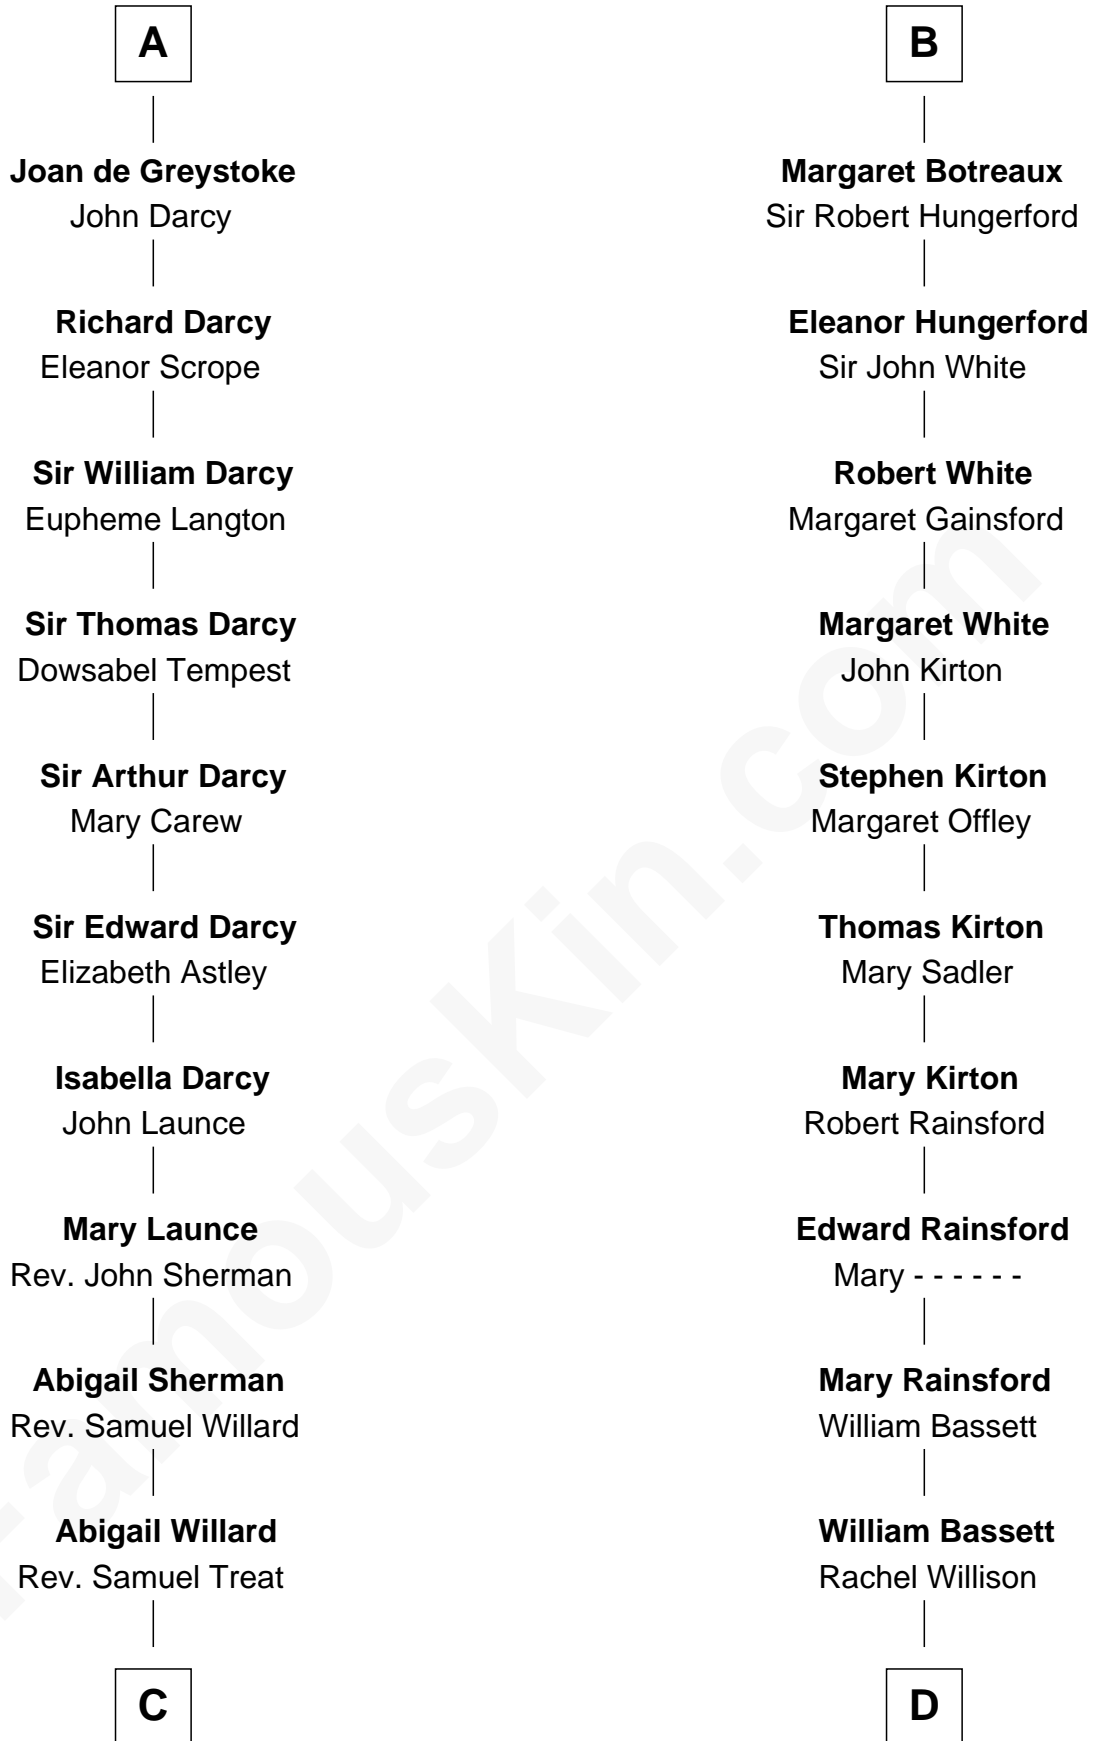 A
Joan de Greystoke
John Darcy
Richard Darcy
Eleanor Scrope
Sir William Darcy
Eupheme Langton
Sir Thomas Darcy
Dowsabel Tempest
Sir Arthur Darcy
Mary Carew
Sir Edward Darcy
Elizabeth Astley
Isabella Darcy
John Launce
Mary Launce
Rev. John Sherman
Abigail Sherman
Rev. Samuel Willard
Abigail Willard
Rev. Samuel Treat
C
B
Margaret Botreaux
Sir Robert Hungerford
Eleanor Hungerford
Sir John White
Robert White
Margaret Gainsford
Margaret White
John Kirton
Stephen Kirton
Margaret Offley
Thomas Kirton
Mary Sadler
Mary Kirton
Robert Rainsford
Edward Rainsford
Mary - - - - - -
Mary Rainsford
William Bassett
William Bassett
Rachel Willison
D
FamousKin.com